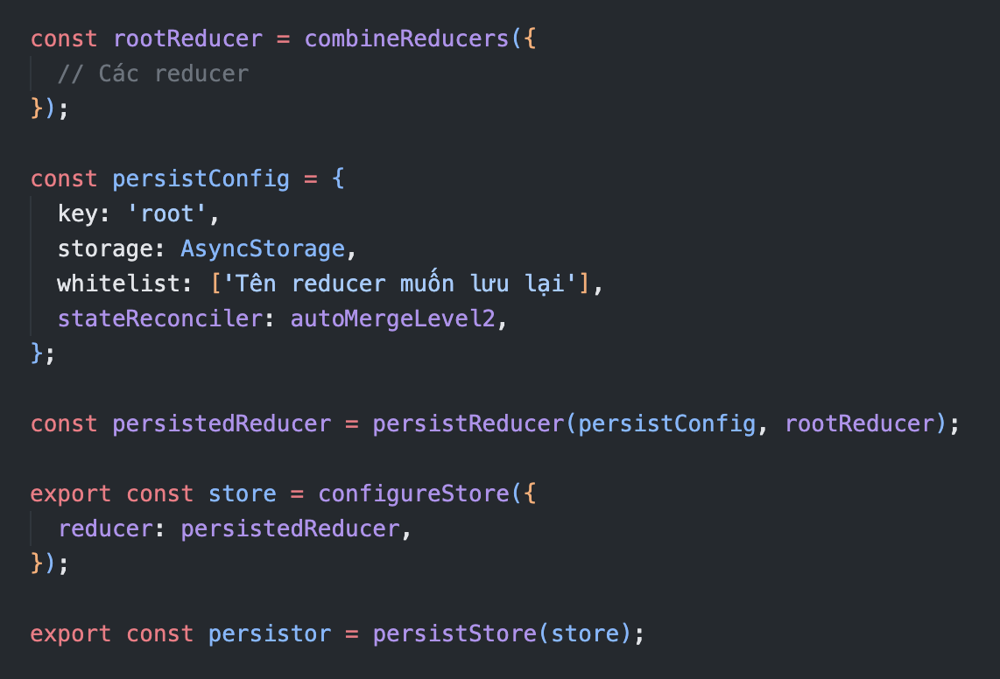 const rootReducer = combineReducers({
  // Các reducer
});

const persistConfig = {
  key: 'root',
  storage: AsyncStorage,
  whitelist: ['Tên reducer muốn lưu lại'],
  stateReconciler: autoMergeLevel2,
};

const persistedReducer = persistReducer(persistConfig, rootReducer);

export const store = configureStore({
  reducer: persistedReducer,
});

export const persistor = persistStore(store);